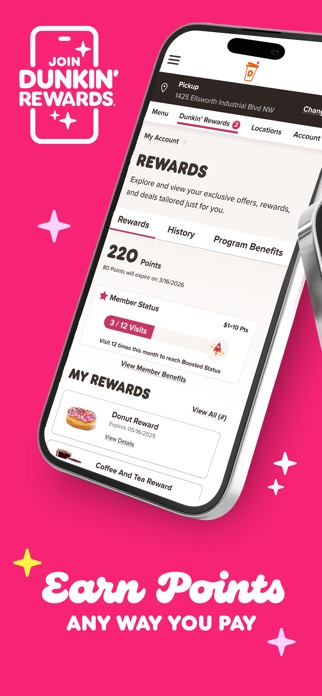 JOIN
DUNKIN'
REWARDS.
Pickup
1425 Ellsworth Industrial Blvd NW
Menu
Dunkin' Rewards 2
Locations
Account
My Account /
REWARDS
Explore and view your exclusive offers, rewards,
and deals tailored just for you.
Rewards
History
Program Benefits
220 Points
80 Points will expire on 3/16/2026
Member Status
$1=10 Pts
3 / 12 Visits
Visit 12 times this month to reach Boosted Status
View Member Benefits
MY REWARDS
View All (#)
Donut Reward
Expires 05/16/2025
View Details
Coffee And Tea Reward
Earn Points
ANY WAY YOU PAY